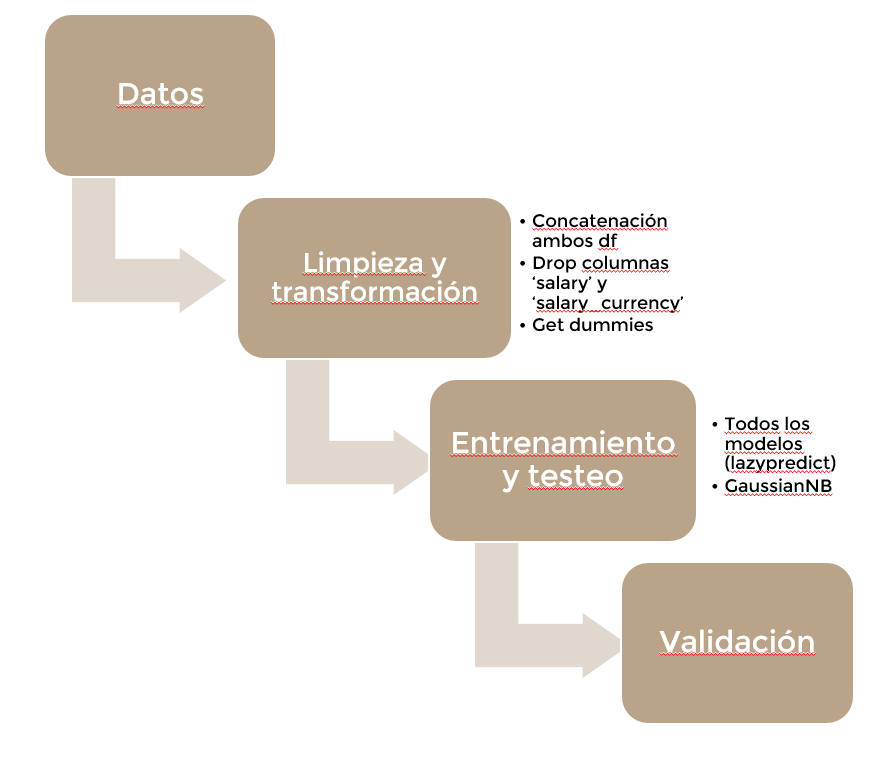 Datos
Limpieza y
transformación
• Concatenación
ambos df
• Drop columnas
‘salary’ y
‘salary_currency’
• Get dummies
Entrenamiento
y testeo
• Todos los
modelos
(lazypredict)
• GaussianNB
Validación